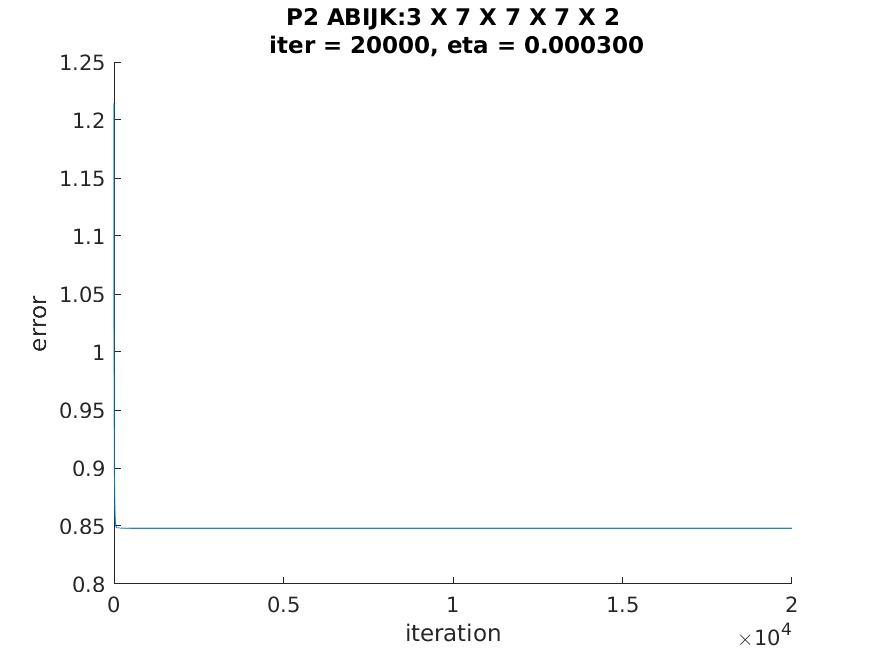 P2 ABIJK:3 X 7 X 7 X 7 X 2
iter = 20000, eta = 0.000300
1.25
1.2
1.15
1.1
1.05
1
0.95
0.9
0.85
0.8
error
0 0.5 1 1.5 2
iteration
×10⁴